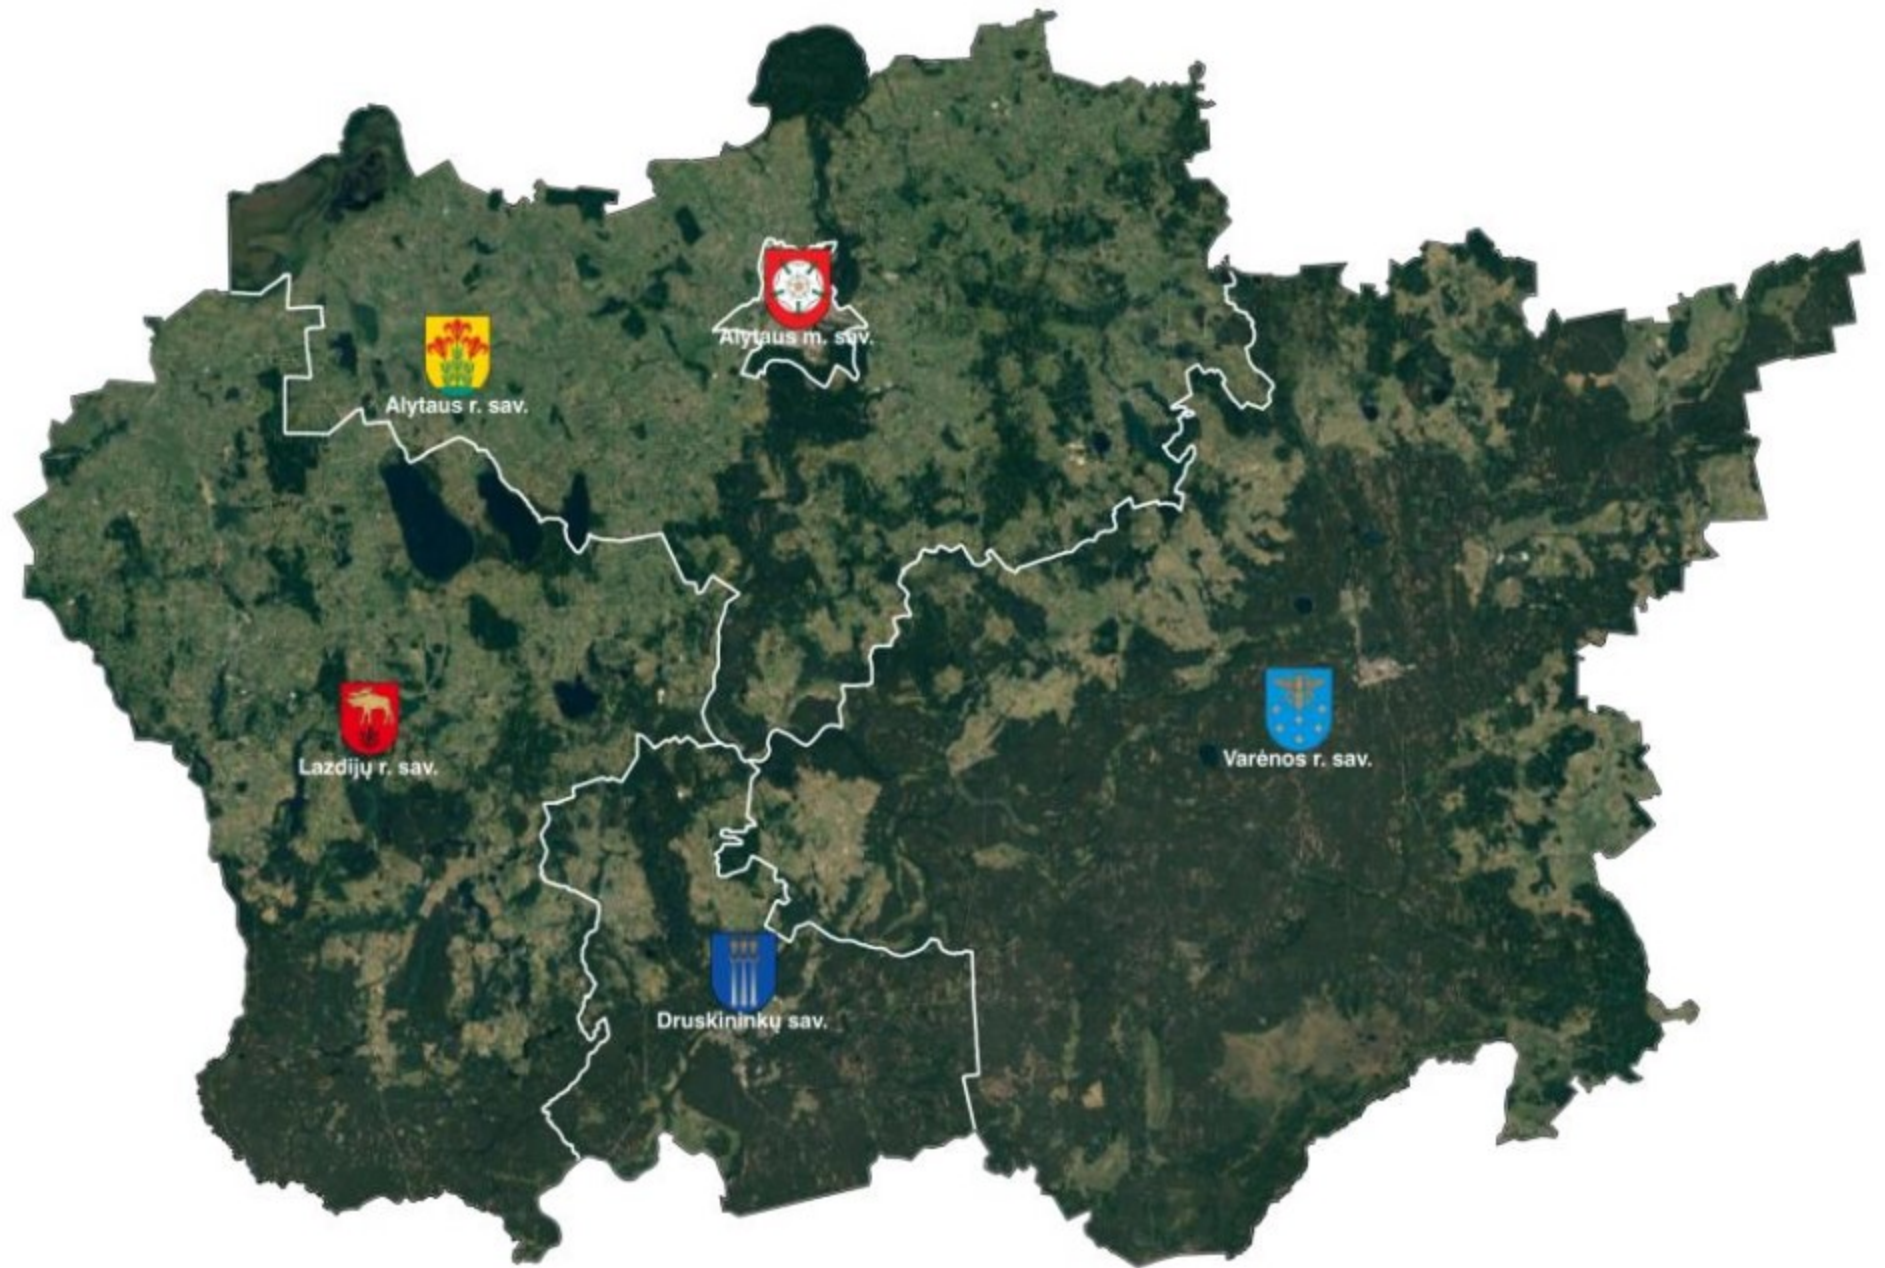 Alytaus m. sav.
Alytaus r. sav.
Varėnos r. sav.
Lazdijų r. sav.
Druskininkų sav.